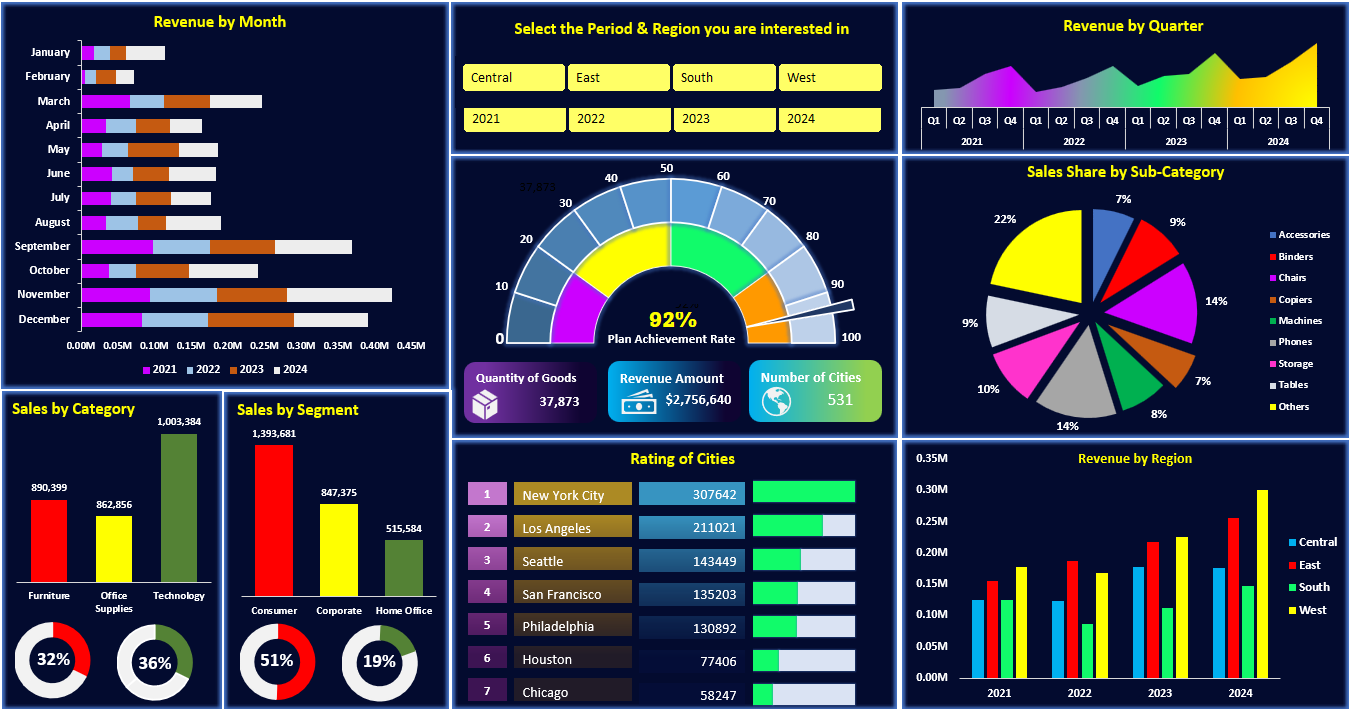 Revenue by Month
January
February
March
April
May
June
July
August
September
October
November
December
0.00M 0.05M 0.10M 0.15M 0.20M 0.25M 0.30M 0.35M 0.40M 0.45M
2021 2022 2023 2024
Select the Period & Region you are interested in
Central East South West
2021 2022 2023 2024
Revenue by Quarter
Q1 Q2 Q3 Q4 Q1 Q2 Q3 Q4 Q1 Q2 Q3 Q4 Q1 Q2 Q3 Q4
2021 2022 2023 2024
37,873
0 10 20 30 40 50 60 70 80 90 100
92%
Plan Achievement Rate
Quantity of Goods
37,873
Revenue Amount
$2,756,640
Number of Cities
531
Sales Share by Sub-Category
7%
9%
14%
7%
8%
14%
10%
9%
22%
Accessories
Binders
Chairs
Copiers
Machines
Phones
Storage
Tables
Others
Sales by Category
890,399
862,856
1,003,384
Furniture
Office
Supplies
Technology
32%
36%
Sales by Segment
1,393,681
847,375
515,584
Consumer Corporate Home Office
51%
19%
Rating of Cities
1 New York City 307642
2 Los Angeles 211021
3 Seattle 143449
4 San Francisco 135203
5 Philadelphia 130892
6 Houston 77406
7 Chicago 58247
Revenue by Region
0.35M
0.30M
0.25M
0.20M
0.15M
0.10M
0.05M
0.00M
2021 2022 2023 2024
Central
East
South
West